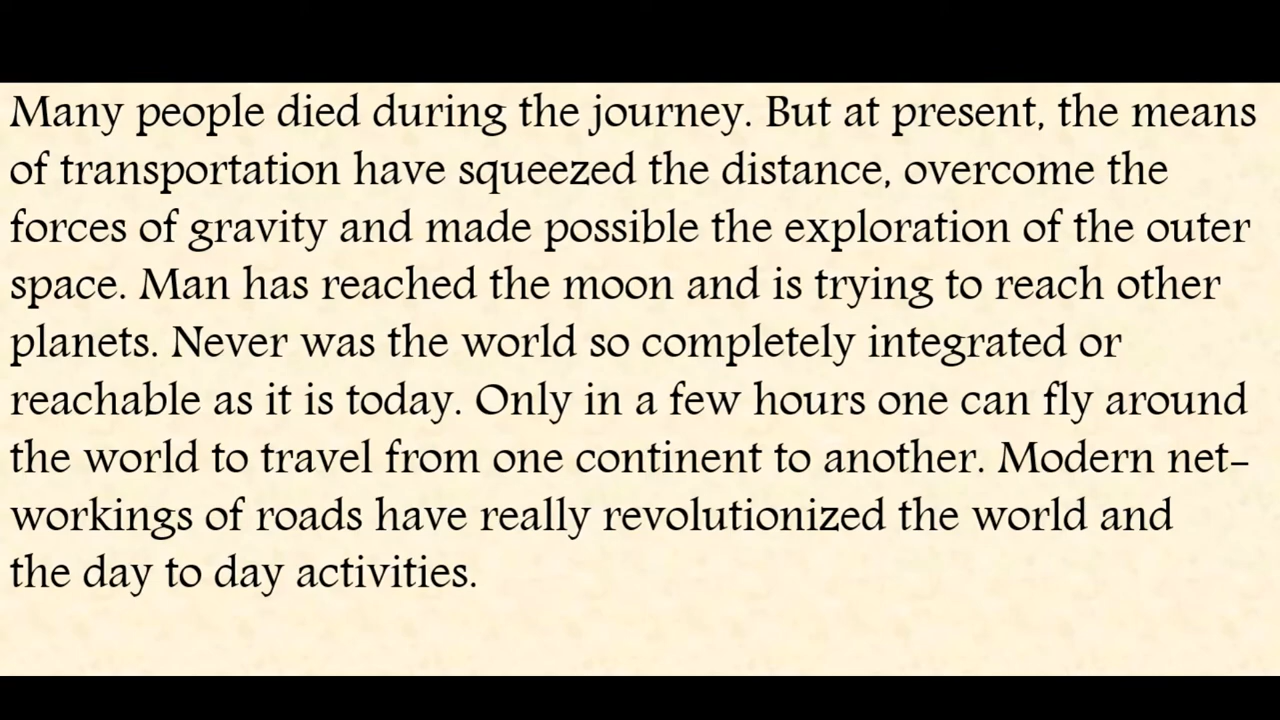 Many people died during the journey. But at present, the means
of transportation have squeezed the distance, overcome the
forces of gravity and made possible the exploration of the outer
space. Man has reached the moon and is trying to reach other
planets. Never was the world so completely integrated or
reachable as it is today. Only in a few hours one can fly around
the world to travel from one continent to another. Modern net-
workings of roads have really revolutionized the world and
the day to day activities.